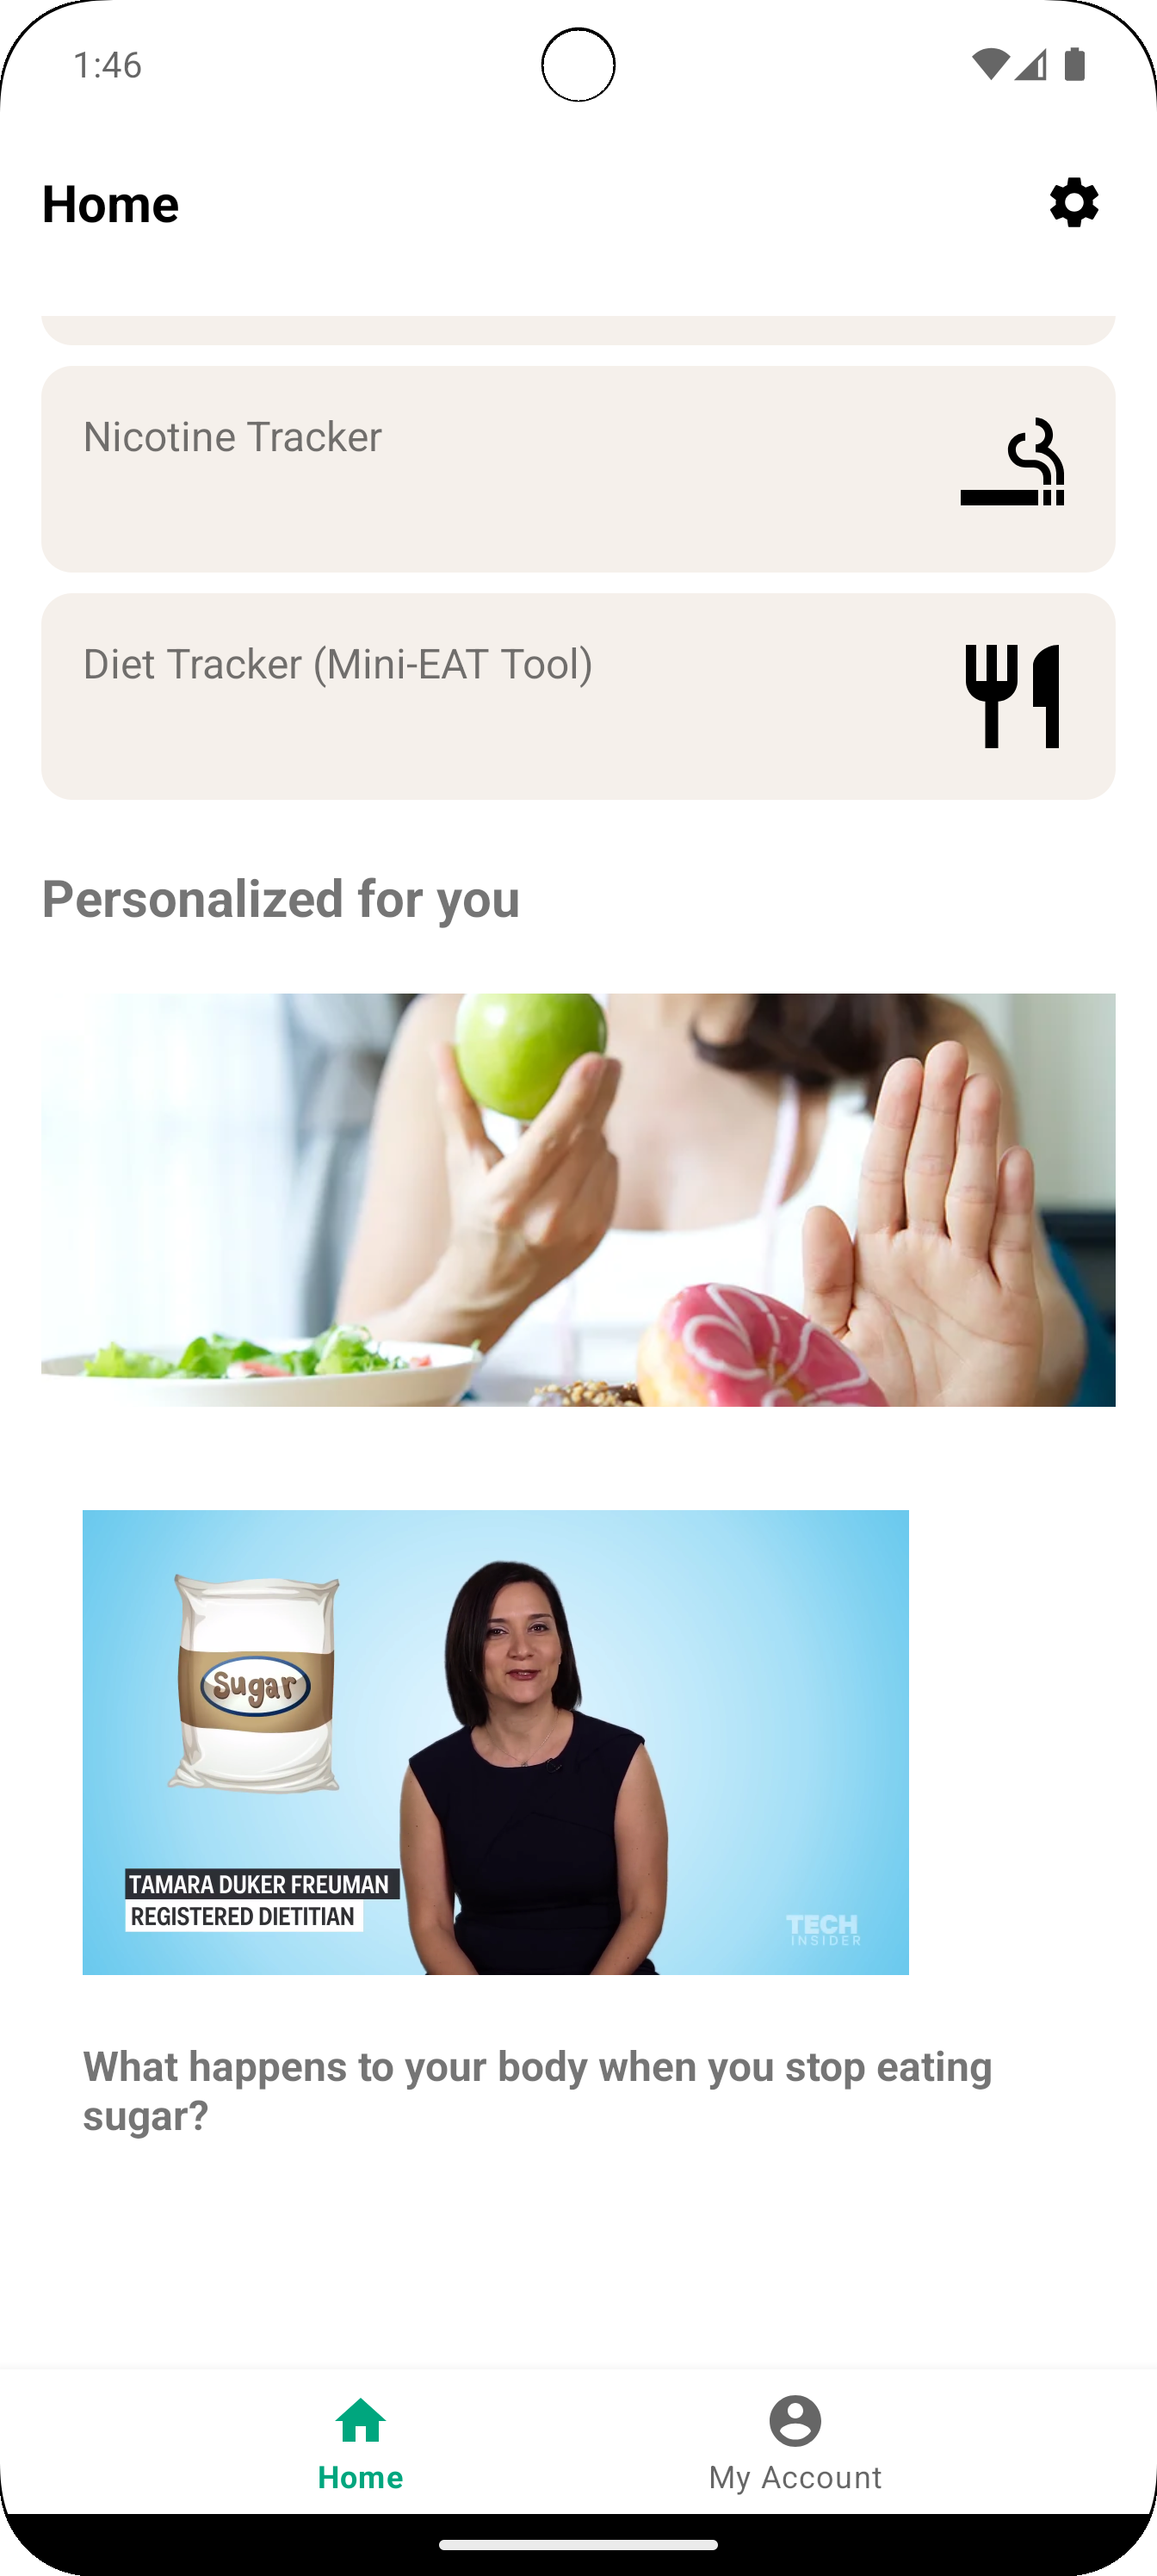 1:46
Home
Nicotine Tracker
Diet Tracker (Mini-EAT Tool)
Personalized for you
Sugar
TAMARA DUKER FREUMAN
REGISTERED DIETITIAN
TECH
INSIDER
What happens to your body when you stop eating
sugar?
Home
My Account